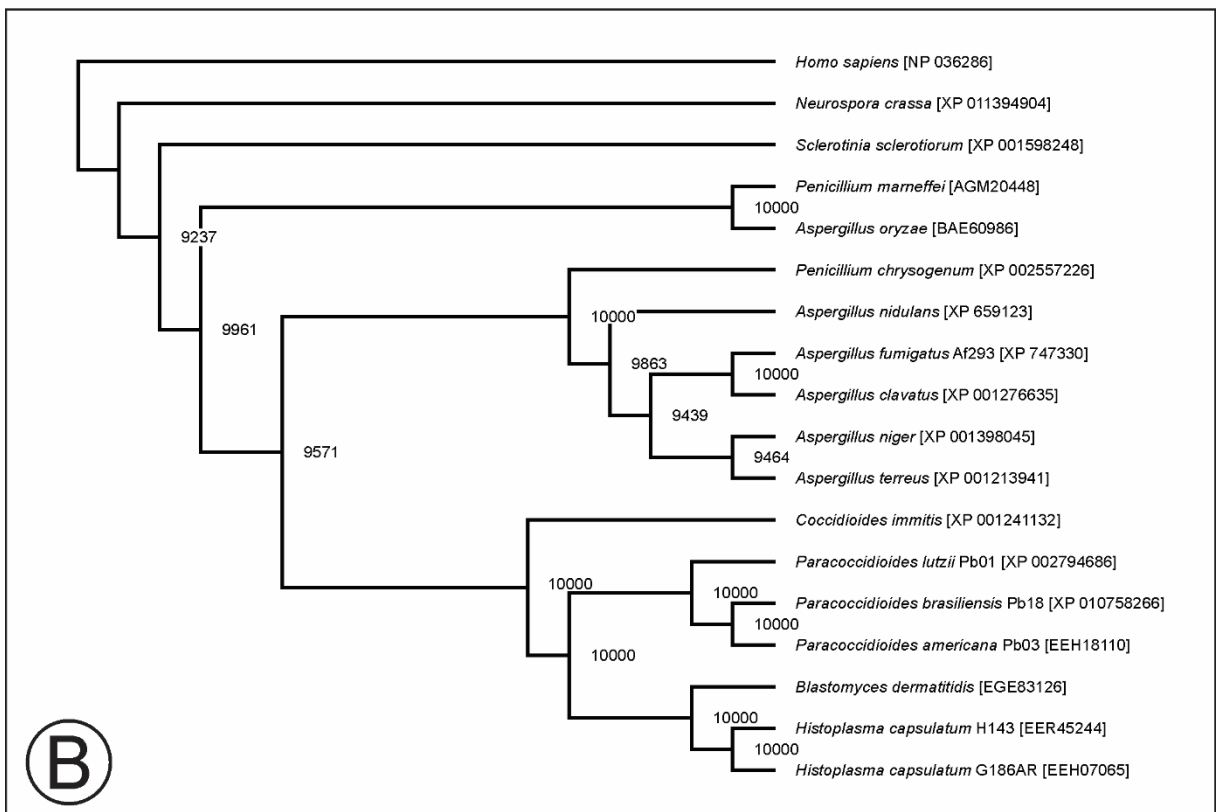 Homo sapiens [NP 036286]
Neurospora crassa [XP 011394904]
Sclerotinia sclerotiorum [XP 001598248]
Penicillium marneffei [AGM20448]
10000
Aspergillus oryzae [BAE60986]
9237
Penicillium chrysogenum [XP 002557226]
10000
Aspergillus nidulans [XP 659123]
9961
Aspergillus fumigatus Af293 [XP 747330]
9863
10000
Aspergillus clavatus [XP 001276635]
9439
Aspergillus niger [XP 001398045]
9571
9464
Aspergillus terreus [XP 001213941]
Coccidioides immitis [XP 001241132]
Paracoccidioides lutzii Pb01 [XP 002794686]
10000
10000
Paracoccidioides brasiliensis Pb18 [XP 010758266]
10000
Paracoccidioides americana Pb03 [EEH18110]
10000
Blastomyces dermatitidis [EGE83126]
10000
Histoplasma capsulatum H143 [EER45244]
10000
Histoplasma capsulatum G186AR [EEH07065]
B